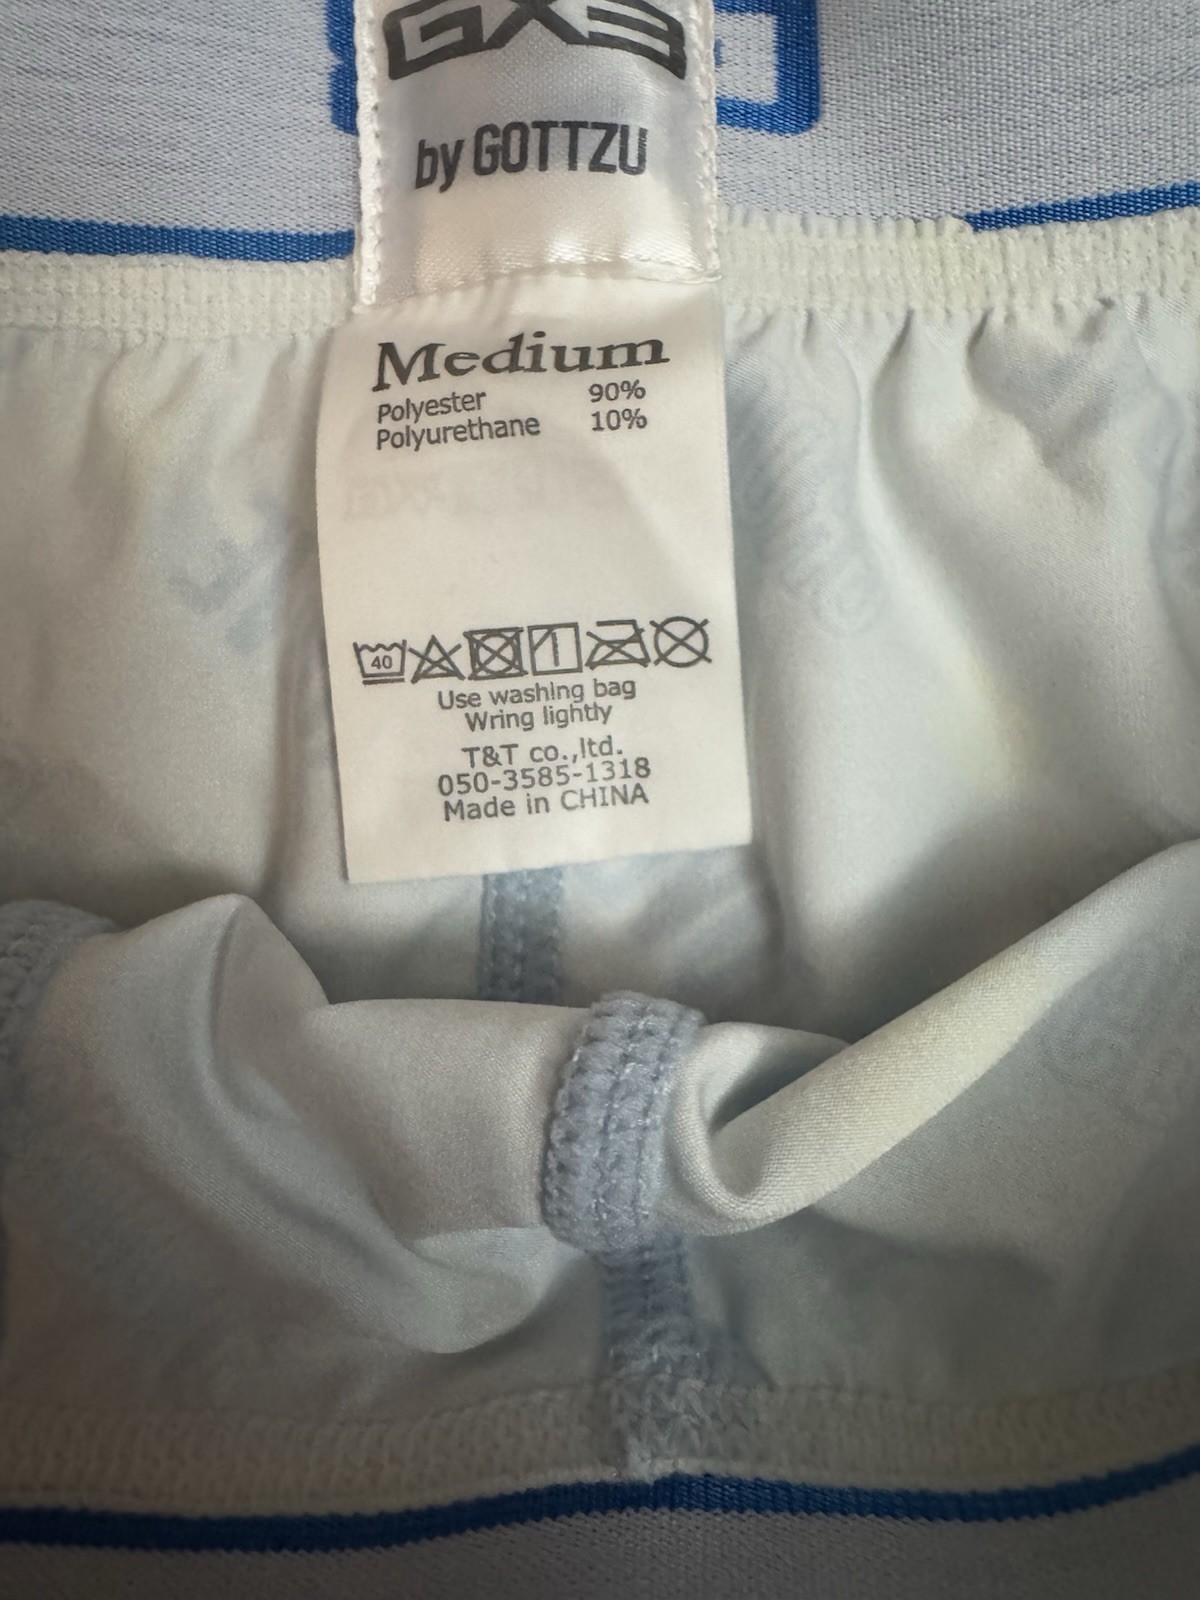 GX3
by GOTTZU
Medium
Polyester 90%
Polyurethane 10%
40
Use washing bag
Wring lightly
T&T co.,ltd.
050-3585-1318
Made in CHINA